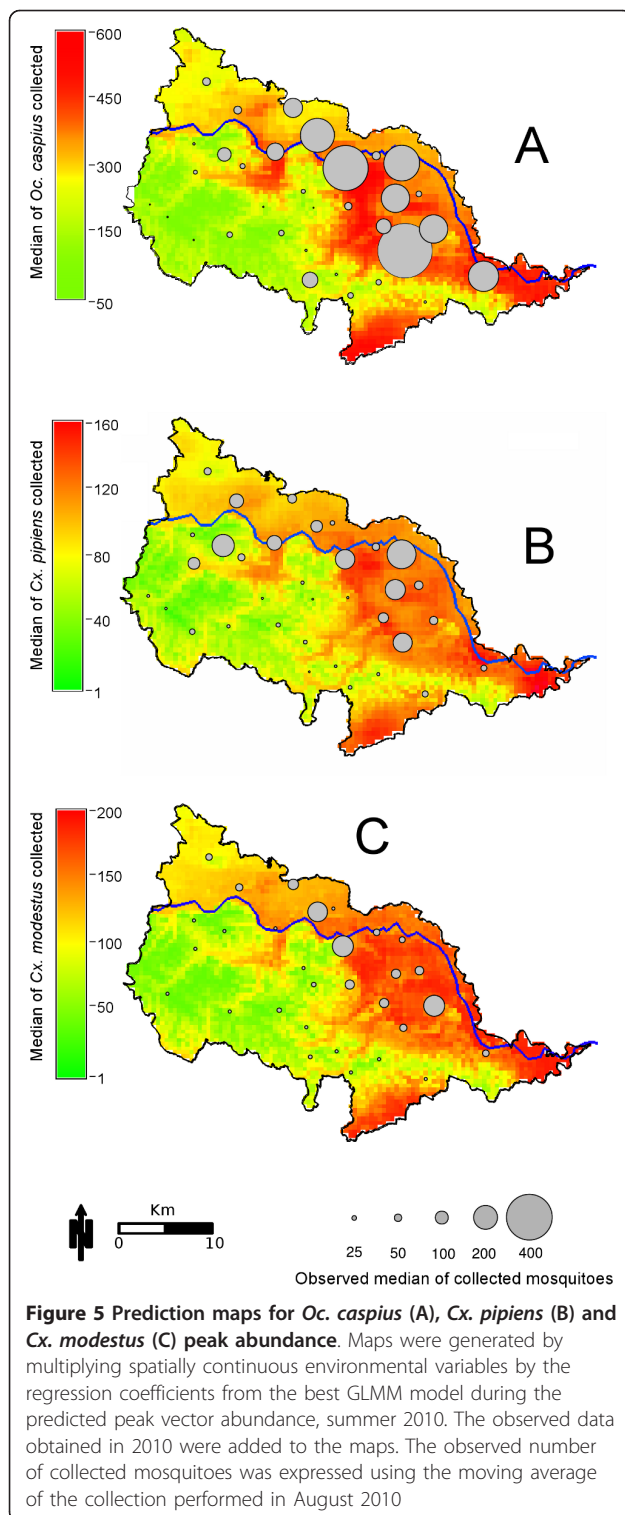 600
450
300
150
50
Median of Oc. caspius collected
A
160
120
80
40
1
Median of Cx. pipiens collected
B
200
150
100
50
1
Median of Cx. modestus collected
C
N
Km
0 10
25 50 100 200 400
Observed median of collected mosquitoes
Figure 5 Prediction maps for Oc. caspius (A), Cx. pipiens (B) and
Cx. modestus (C) peak abundance. Maps were generated by
multiplying spatially continuous environmental variables by the
regression coefficients from the best GLMM model during the
predicted peak vector abundance, summer 2010. The observed data
obtained in 2010 were added to the maps. The observed number
of collected mosquitoes was expressed using the moving average
of the collection performed in August 2010